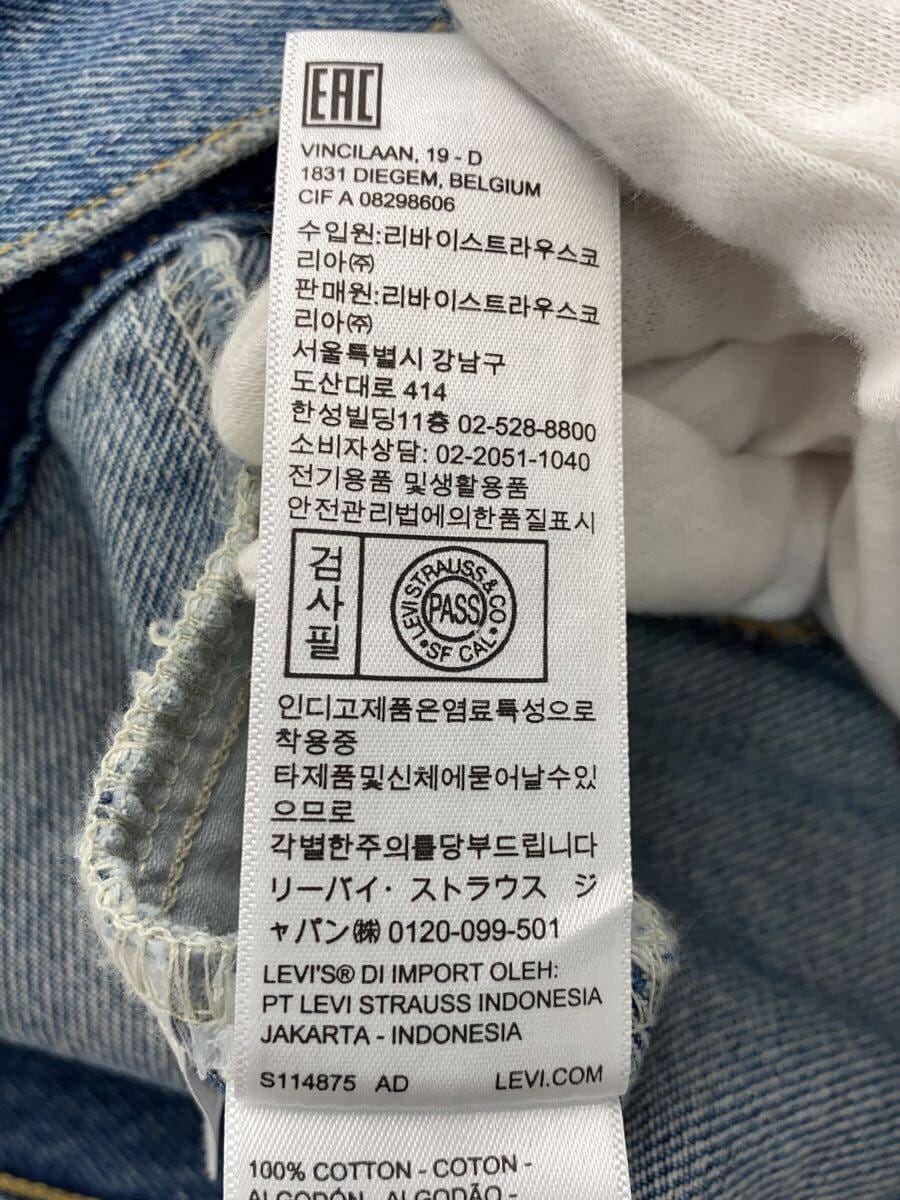 EAC
VINCILAAN, 19 - D
1831 DIEGEM, BELGIUM
CIF A 08298606
수입원:리바이스트라우스코
리아㈜
판매원:리바이스트라우스코
리아㈜
서울특별시 강남구
도산대로 414
한성빌딩11층 02-528-8800
소비자상담: 02-2051-1040
전기용품 및생활용품
안전관리법에의한품질표시
검
사
필
LEVI STRAUSS & CO
PASS
SF CAL
인디고제품은염료특성으로
착용중
타제품및신체에묻어날수있
으므로
각별한주의를당부드립니다
リーバイ・ストラウス ジ
ャパン㈱ 0120-099-501
LEVI'S® DI IMPORT OLEH:
PT LEVI STRAUSS INDONESIA
JAKARTA - INDONESIA
S114875 AD LEVI.COM
100% COTTON - COTON -
ALGODÓN - ALGODÃO -